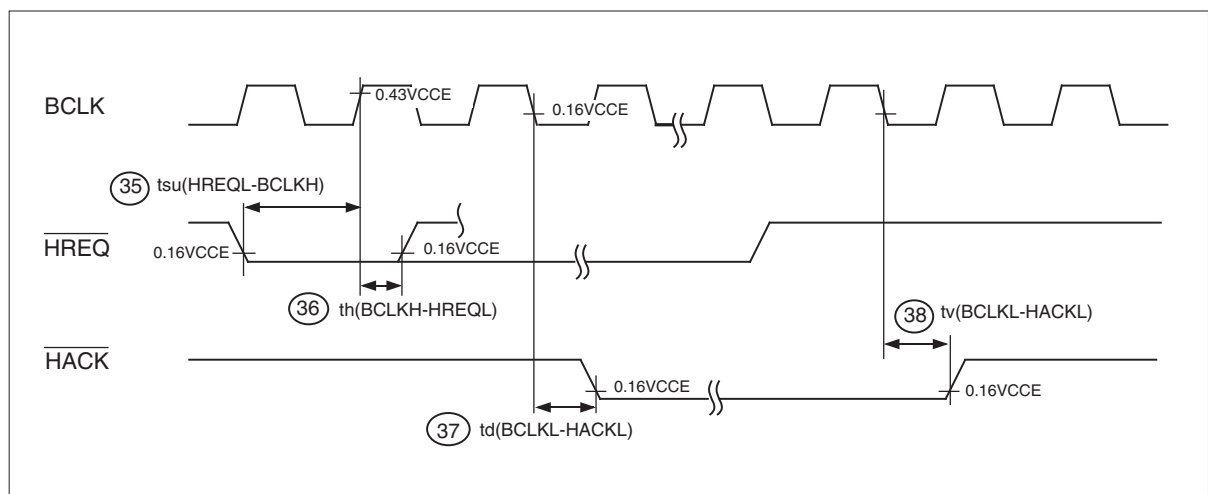 BCLK
0.43VCCE
0.16VCCE
35 tsu(HREQL-BCLKH)
HREQ
0.16VCCE
0.16VCCE
36 th(BCLKH-HREQL)
38 tv(BCLKL-HACKL)
HACK
0.16VCCE
0.16VCCE
37 td(BCLKL-HACKL)